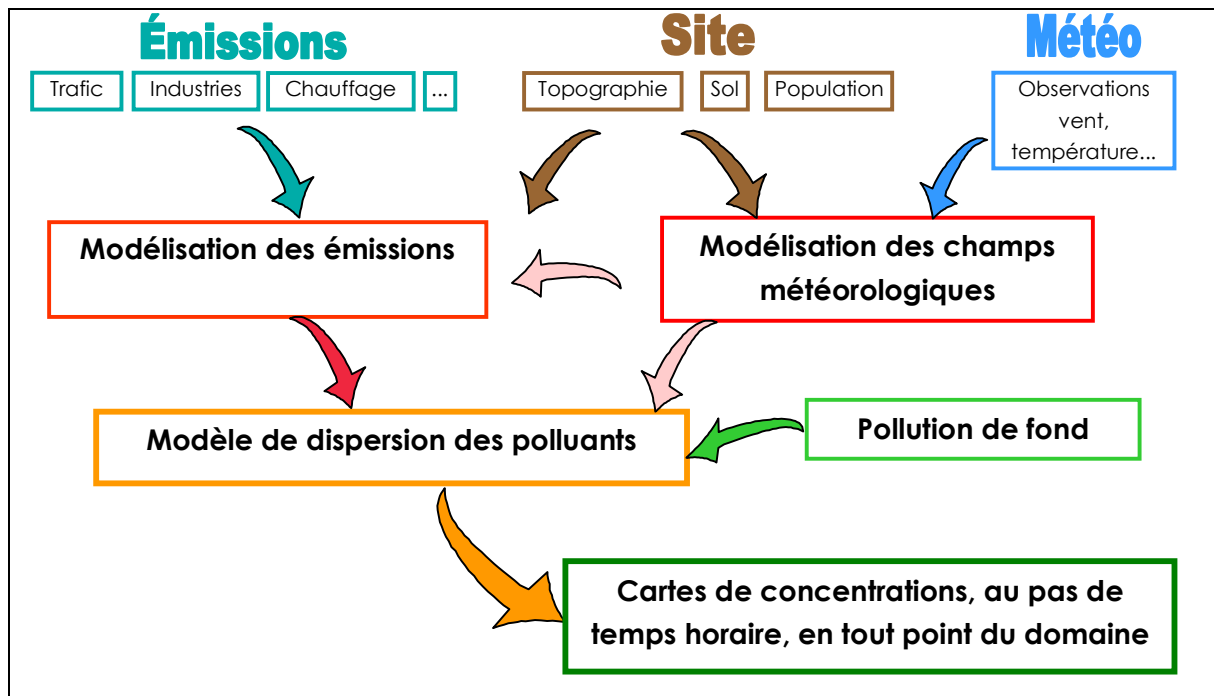 Émissions
Site
Météo
Trafic
Industries
Chauffage
...
Topographie
Sol
Population
Observations
vent,
température...
Modélisation des émissions
Modélisation des champs
météorologiques
Modèle de dispersion des polluants
Pollution de fond
Cartes de concentrations, au pas de
temps horaire, en tout point du domaine